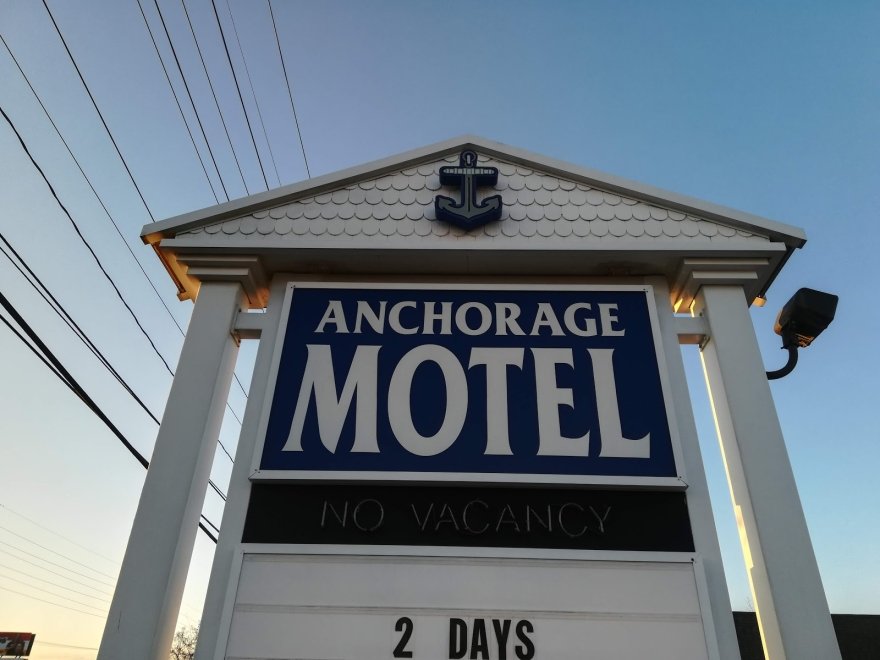 ANCHORAGE
MOTEL
NO VACANCY
2 DAYS